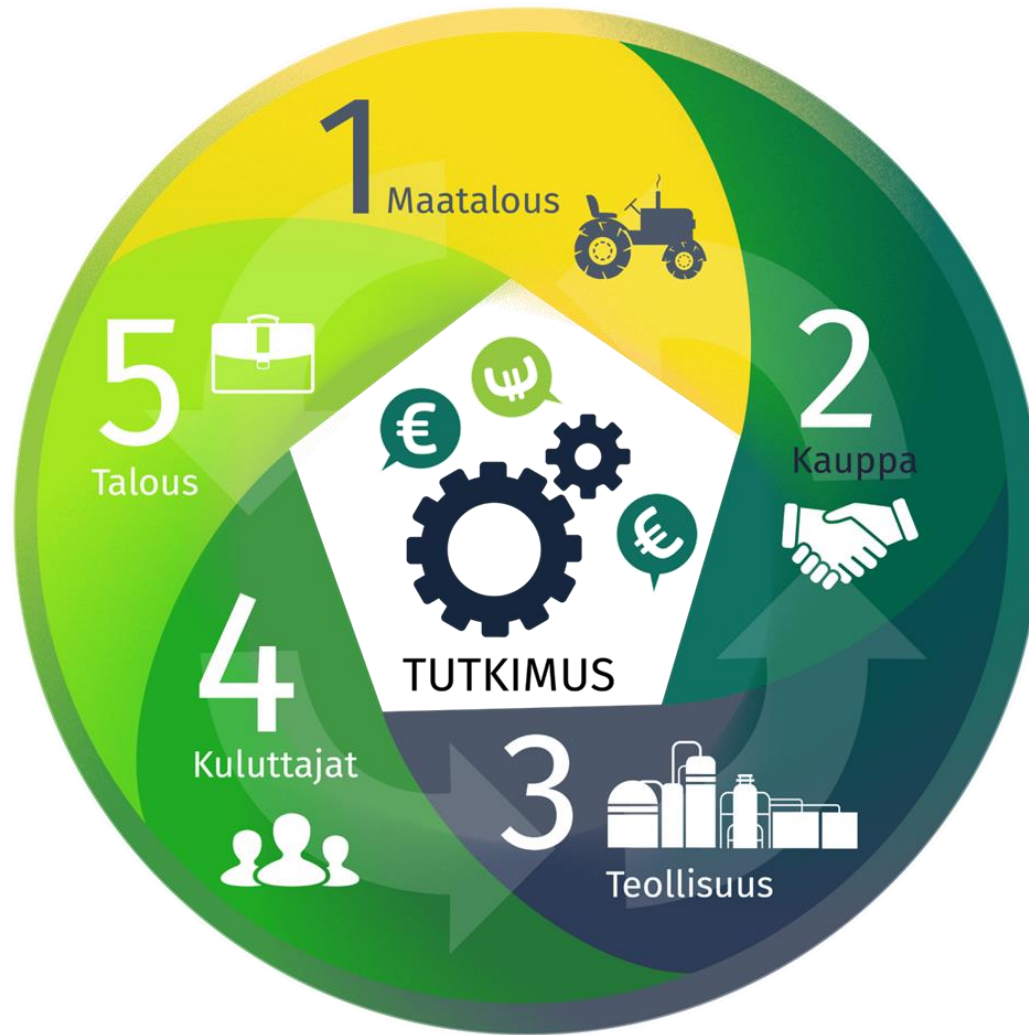 1 Maatalous
2
Kauppa
3
Teollisuus
4
Kuluttajat
5
Talous
€
€
€
TUTKIMUS